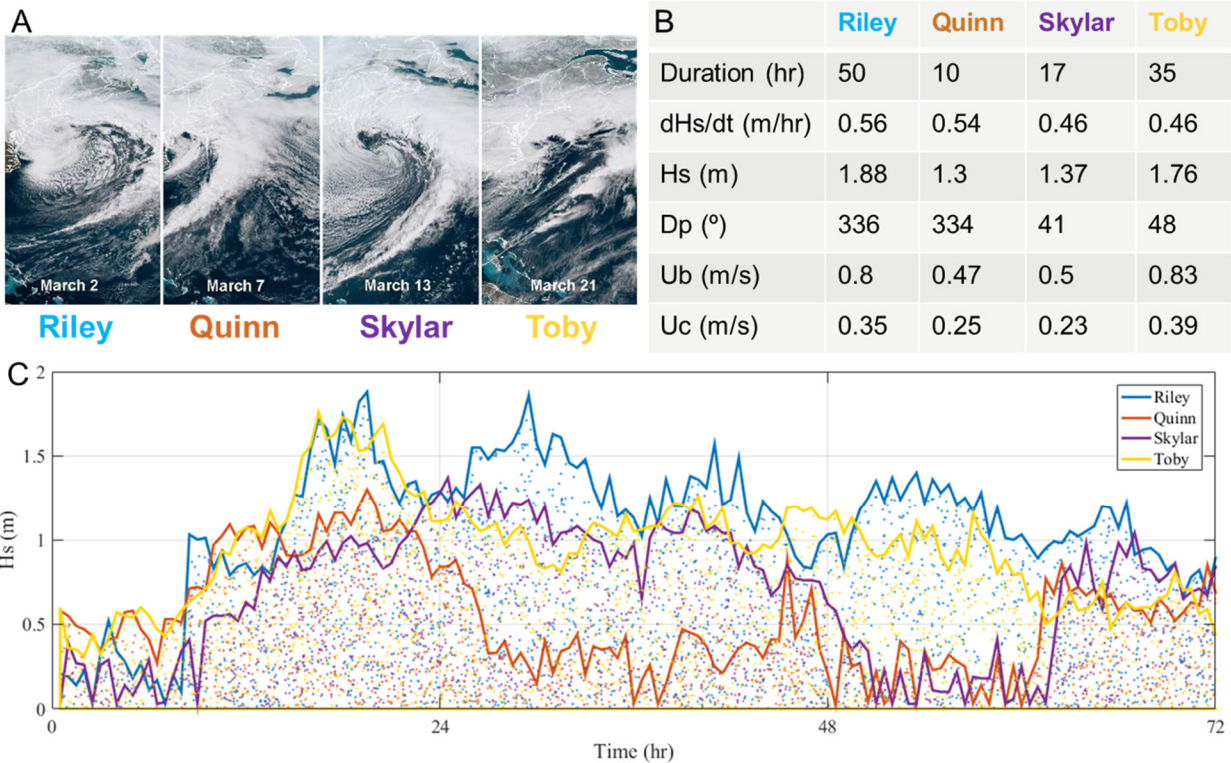 A
March 2
March 7
March 13
March 21
Riley
Quinn
Skylar
Toby
B
Riley Quinn Skylar Toby
Duration (hr) 50 10 17 35
dHs/dt (m/hr) 0.56 0.54 0.46 0.46
Hs (m) 1.88 1.3 1.37 1.76
Dp (º) 336 334 41 48
Ub (m/s) 0.8 0.47 0.5 0.83
Uc (m/s) 0.35 0.25 0.23 0.39
C
2
1.5
1
0.5
0
Hs (m)
Riley
Quinn
Skylar
Toby
0 24 48 72
Time (hr)